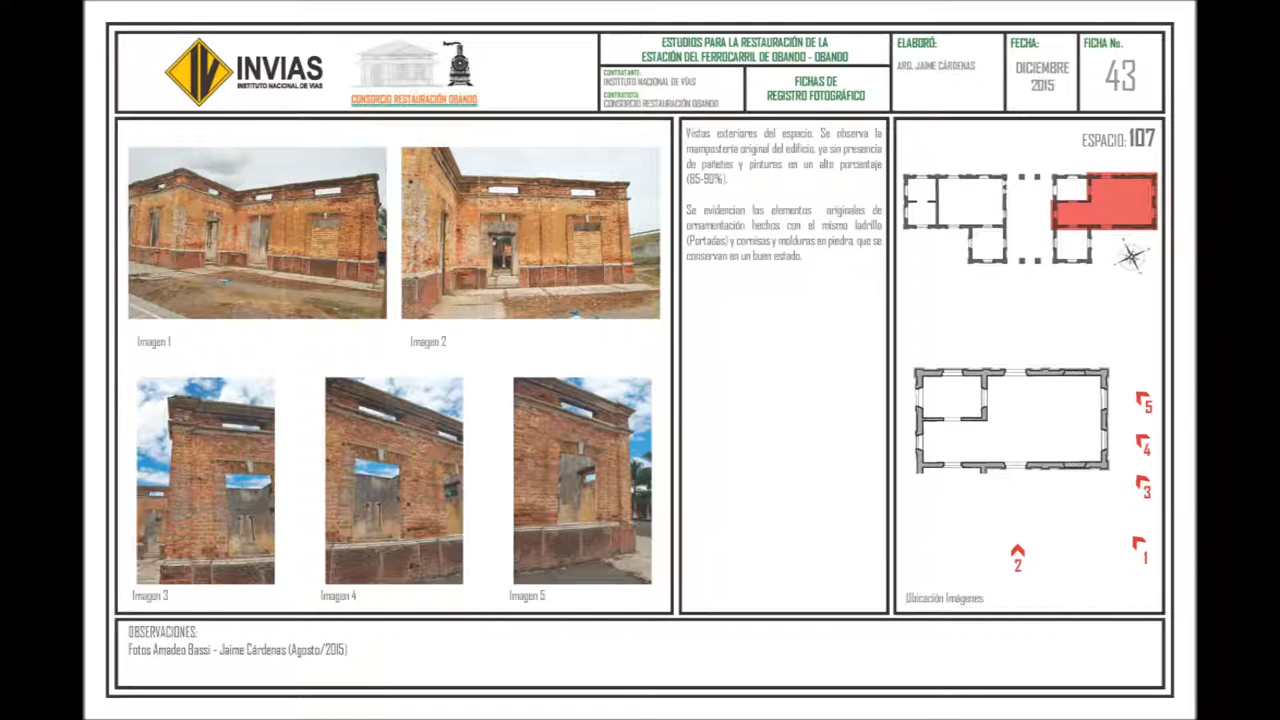 INVIAS
INSTITUTO NACIONAL DE VÍAS
CONSORCIO RESTAURACIÓN OBANDO
ESTUDIOS PARA LA RESTAURACIÓN DE LA
ESTACIÓN DEL FERROCARRIL DE OBANDO - OBANDO
CONTRATANTE:
INSTITUTO NACIONAL DE VÍAS
CONTRATISTA:
CONSORCIO RESTAURACIÓN OBANDO
FICHAS DE
REGISTRO FOTOGRÁFICO
ELABORÓ:
ARQ. JAIME CÁRDENAS
FECHA:
DICIEMBRE
2015
FICHA No.
43
Imagen 1
Imagen 2
Imagen 3
Imagen 4
Imagen 5
Vistas exteriores del espacio. Se observa la
mampostería original del edificio, ya sin presencia
de pañetes y pinturas en un alto porcentaje
(85-90%).
Se evidencian los elementos originales de
ornamentación hechos con el mismo ladrillo
(Portadas) y cornisas y molduras en piedra, que se
conservan en un buen estado.
ESPACIO: 107
5
4
3
1
2
Ubicación Imágenes
OBSERVACIONES:
Fotos Amadeo Bassi - Jaime Cárdenas (Agosto/2015)